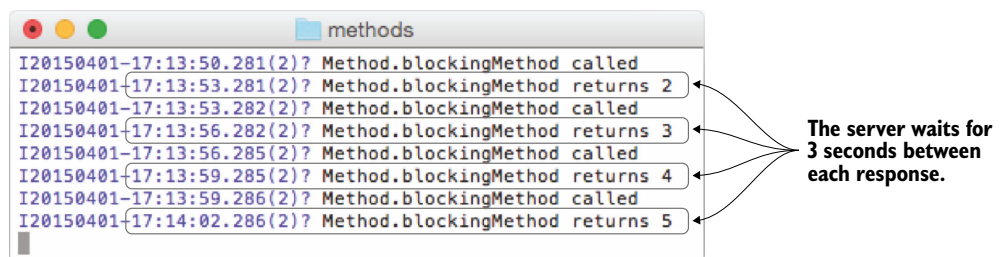 methods
I20150401-17:13:50.281(2)? Method.blockingMethod called
I20150401-17:13:53.281(2)? Method.blockingMethod returns 2
I20150401-17:13:53.282(2)? Method.blockingMethod called
I20150401-17:13:56.282(2)? Method.blockingMethod returns 3
I20150401-17:13:56.285(2)? Method.blockingMethod called
I20150401-17:13:59.285(2)? Method.blockingMethod returns 4
I20150401-17:13:59.286(2)? Method.blockingMethod called
I20150401-17:14:02.286(2)? Method.blockingMethod returns 5
The server waits for
3 seconds between
each response.